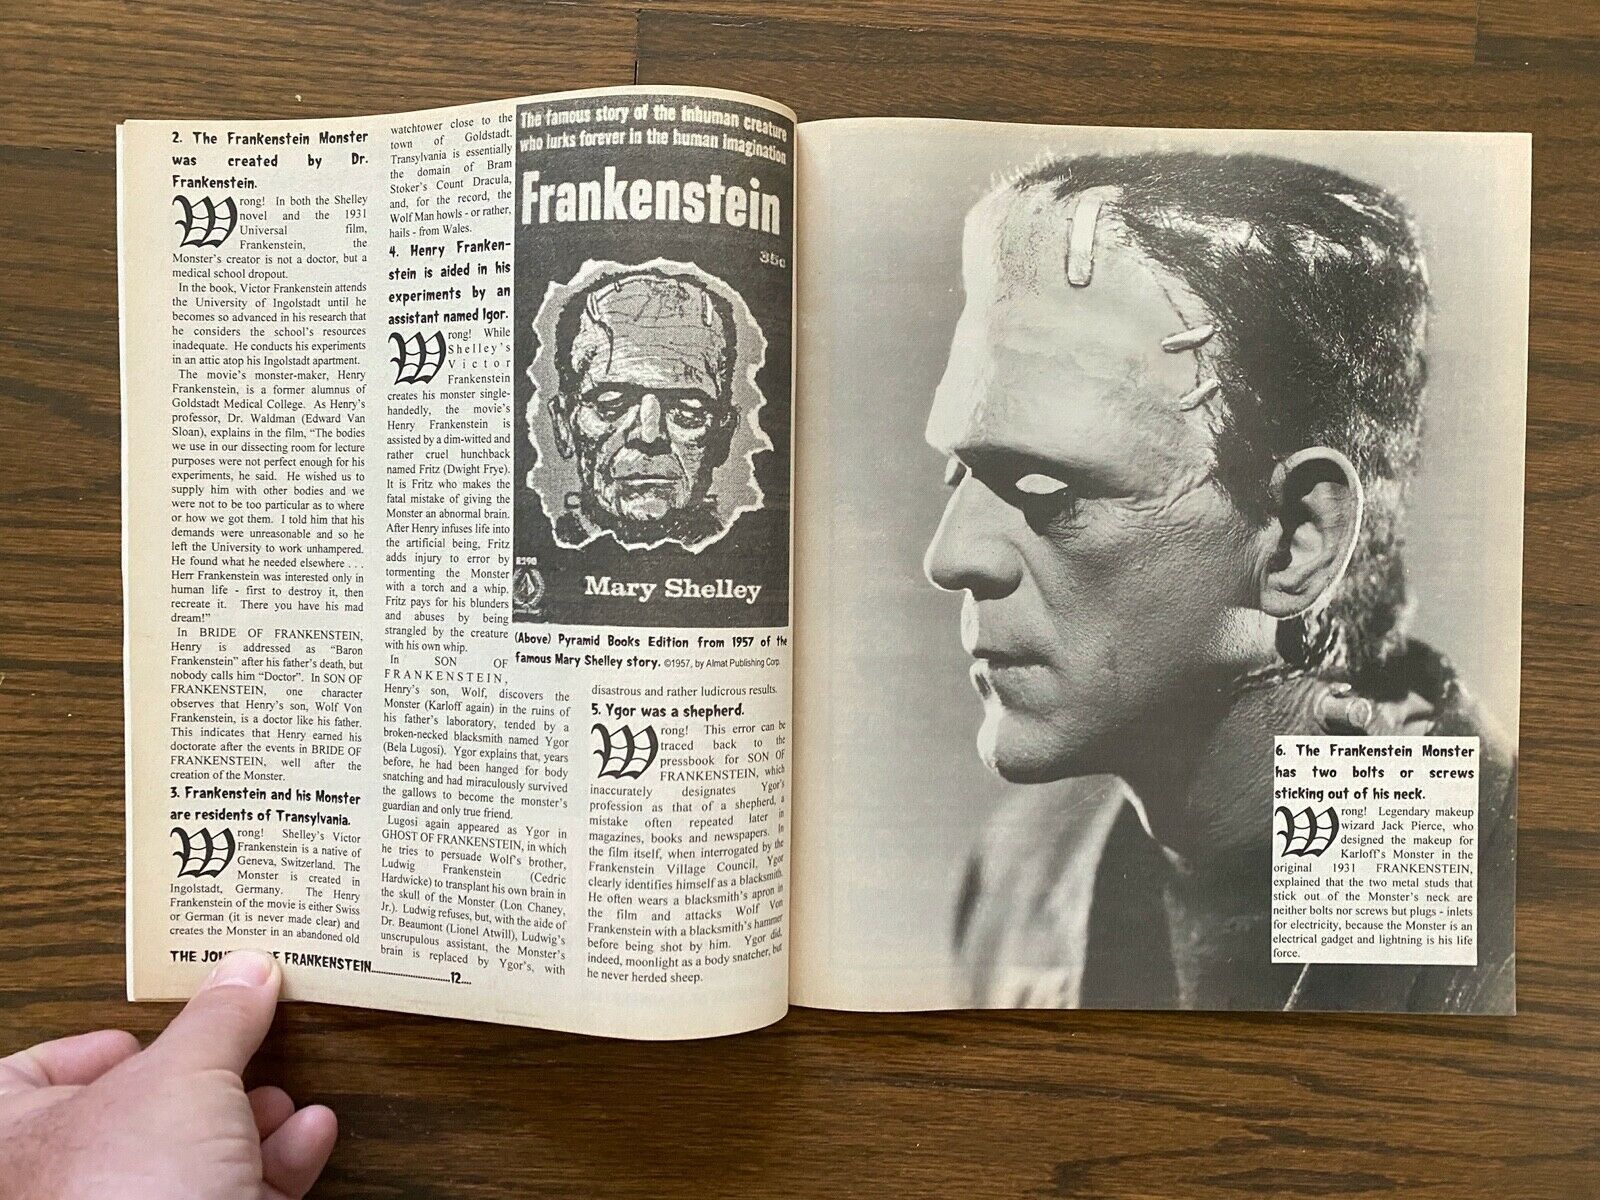 2. The Frankenstein Monster
was created by Dr.
Frankenstein.
Wrong! In both the Shelley
novel and the 1931
Universal film,
Frankenstein, the
Monster's creator is not a doctor, but a
medical school dropout.
In the book, Victor Frankenstein attends
the University of Ingolstadt until he
becomes so advanced in his research that
he considers the school's resources
inadequate. He conducts his experiments
in an attic atop his Ingolstadt apartment.
The movie's monster-maker, Henry
Frankenstein, is a former alumnus of
Goldstadt Medical College. As Henry's
professor, Dr. Waldman (Edward Van
Sloan), explains in the film, "The bodies
we use in our dissecting room for lecture
purposes were not perfect enough for his
experiments, he said. He wished us to
supply him with other bodies and we
were not to be too particular as to where
or how we got them. I told him that his
demands were unreasonable and so he
left the University to work unhampered.
He found what he needed elsewhere . . .
Herr Frankenstein was interested only in
human life - first to destroy it, then
recreate it. There you have his mad
dream!"
In BRIDE OF FRANKENSTEIN,
Henry is addressed as "Baron
Frankenstein" after his father's death, but
nobody calls him "Doctor". In SON OF
FRANKENSTEIN, one character
observes that Henry's son, Wolf Von
Frankenstein, is a doctor like his father.
This indicates that Henry earned his
doctorate after the events in BRIDE OF
FRANKENSTEIN, well after the
creation of the Monster.
3. Frankenstein and his Monster
are residents of Transylvania.
Wrong! Shelley's Victor
Frankenstein is a native of
Geneva, Switzerland. The
Monster is created in
Ingolstadt, Germany. The Henry
Frankenstein of the movie is either Swiss
or German (it is never made clear) and
creates the Monster in an abandoned old
watchtower close to the
town of Goldstadt.
Transylvania is essentially
the domain of Bram
Stoker's Count Dracula,
and, for the record, the
Wolf Man howls - or rather,
hails - from Wales.
4. Henry Franken-
stein is aided in his
experiments by an
assistant named Igor.
Wrong! While
Shelley's
Victor
Frankenstein
creates his monster single-
handedly, the movie's
Henry Frankenstein is
assisted by a dim-witted and
rather cruel hunchback
named Fritz (Dwight Frye).
It is Fritz who makes the
fatal mistake of giving the
Monster an abnormal brain.
After Henry infuses life into
the artificial being, Fritz
adds injury to error by
tormenting the Monster
with a torch and a whip.
Fritz pays for his blunders
and abuses by being
strangled by the creature
with his own whip.
In SON OF
FRANKENSTEIN,
Henry's son, Wolf, discovers the
Monster (Karloff again) in the ruins of
his father's laboratory, tended by a
broken-necked blacksmith named Ygor
(Bela Lugosi). Ygor explains that, years
before, he had been hanged for body
snatching and had miraculously survived
the gallows to become the monster's
guardian and only true friend.
Lugosi again appeared as Ygor in
GHOST OF FRANKENSTEIN, in which
he tries to persuade Wolf's brother,
Ludwig Frankenstein (Cedric
Hardwicke) to transplant his own brain in
the skull of the Monster (Lon Chaney,
Jr.). Ludwig refuses, but, with the aide of
Dr. Beaumont (Lionel Atwill), Ludwig's
unscrupulous assistant, the Monster's
brain is replaced by Ygor's, with
The famous story of the inhuman creature
who lurks forever in the human imagination
Frankenstein
35c
R290
Mary Shelley
(Above) Pyramid Books Edition from 1957 of the
famous Mary Shelley story. ©1957, by Almat Publishing Corp.
disastrous and rather ludicrous results.
5. Ygor was a shepherd.
Wrong! This error can be
traced back to the
pressbook for SON OF
FRANKENSTEIN, which
inaccurately designates Ygor's
profession as that of a shepherd, a
mistake often repeated later in
magazines, books and newspapers. In
the film itself, when interrogated by the
Frankenstein Village Council, Ygor
clearly identifies himself as a blacksmith.
He often wears a blacksmith's apron in
the film and attacks Wolf Von
Frankenstein with a blacksmith's hammer
before being shot by him. Ygor did,
indeed, moonlight as a body snatcher, but
he never herded sheep.
THE JOU F FRANKENSTEIN..........................12....
6. The Frankenstein Monster
has two bolts or screws
sticking out of his neck.
Wrong! Legendary makeup
wizard Jack Pierce, who
designed the makeup for
Karloff's Monster in the
original 1931 FRANKENSTEIN,
explained that the two metal studs that
stick out of the Monster's neck are
neither bolts nor screws but plugs - inlets
for electricity, because the Monster is an
electrical gadget and lightning is his life
force.